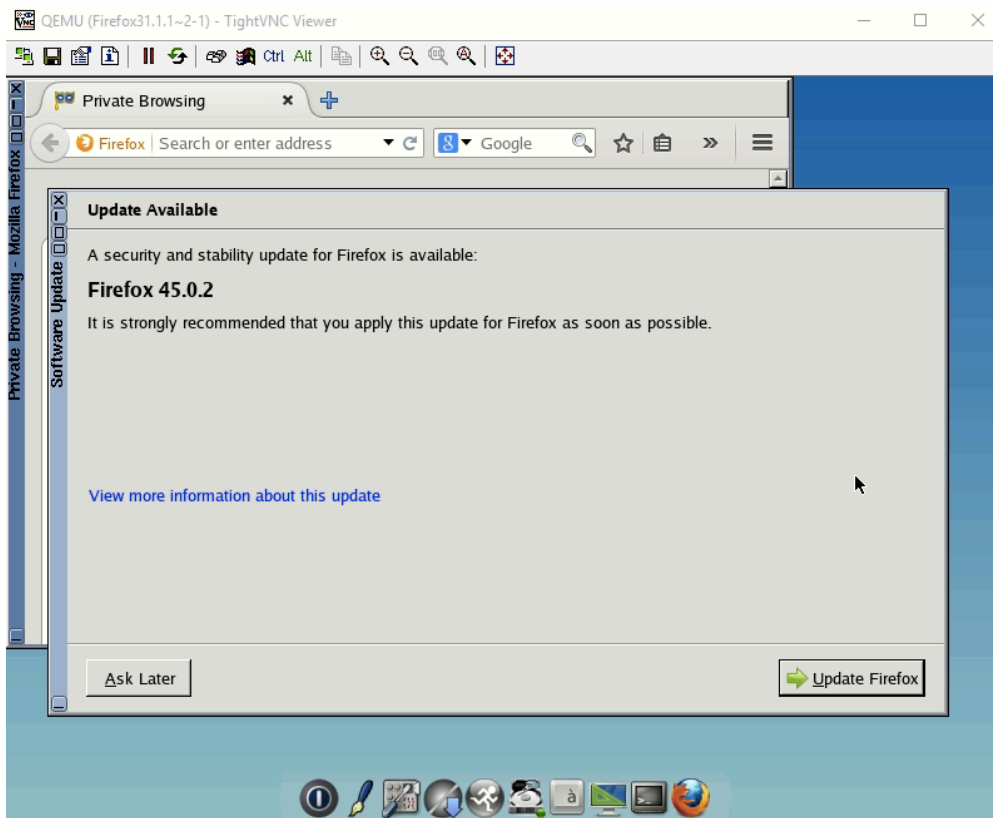 QEMU (Firefox31.1.1~2-1) - TightVNC Viewer
Ctrl Alt
Private Browsing
Firefox Search or enter address Google
Private Browsing - Mozilla Firefox
Software Update
Update Available
A security and stability update for Firefox is available:
Firefox 45.0.2
It is strongly recommended that you apply this update for Firefox as soon as possible.
View more information about this update
Ask Later
Update Firefox
à